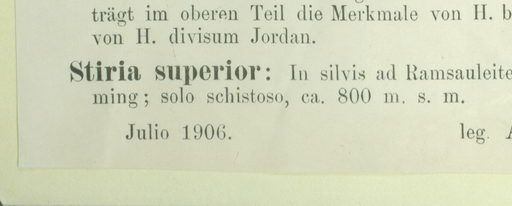 trägt im oberen Teil die Merkmale von H. b
von H. divisum Jordan.
Stiria superior: In silvis ad Ramsauleite
ming; solo schistoso, ca. 800 m. s. m.
Julio 1906. leg. A